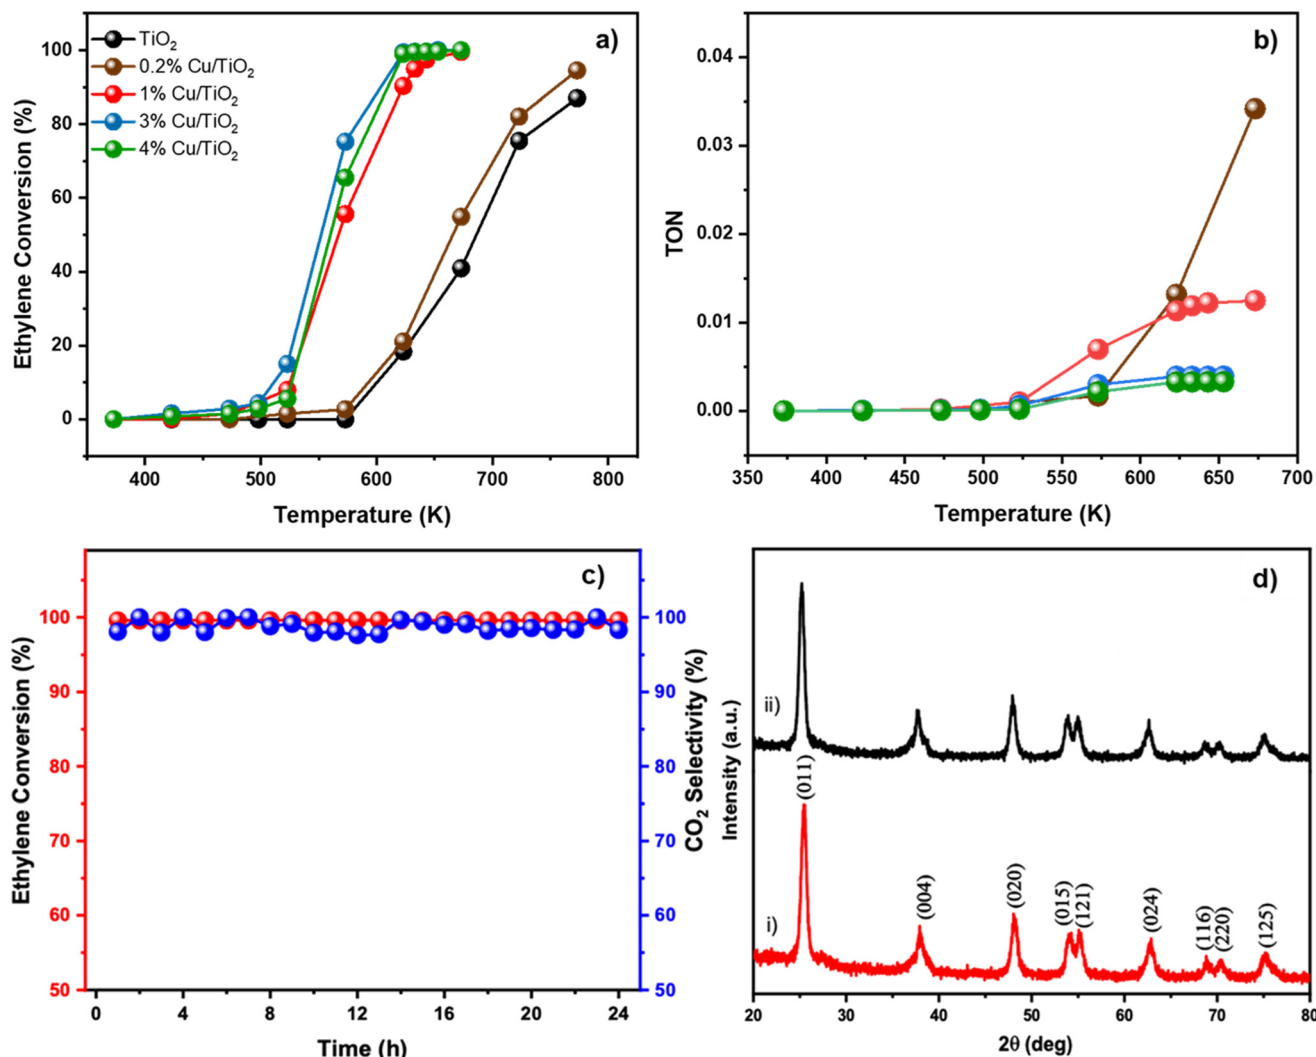 a)
TiO2
0.2% Cu/TiO2
1% Cu/TiO2
3% Cu/TiO2
4% Cu/TiO2
Ethylene Conversion (%)
100
80
60
40
20
0
400 500 600 700 800
Temperature (K)
b)
TON
0.04
0.03
0.02
0.01
0.00
350 400 450 500 550 600 650 700
Temperature (K)
c)
Ethylene Conversion (%)
100
90
80
70
60
50
0 4 8 12 16 20 24
Time (h)
100
90
80
70
60
50
CO2 Selectivity (%)
d)
Intensity (a.u.)
ii)
i)
(011)
(004)
(020)
(015)
(121)
(024)
(116)
(220)
(125)
20 30 40 50 60 70 80
2θ (deg)